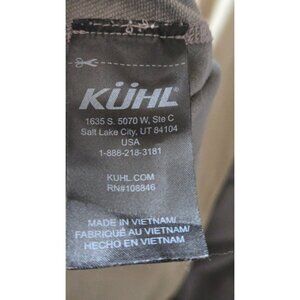 KÜHL®
1635 S. 5070 W, Ste C
Salt Lake City, UT 84104
USA
1-888-218-3181
KUHL.COM
RN#108846
MADE IN VIETNAM/
FABRIQUÉ AU VIETNAM/
HECHO EN VIETNAM